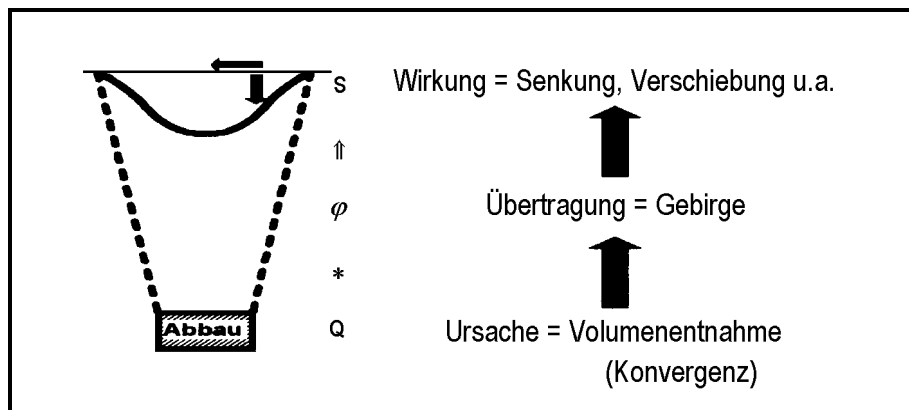 S Wirkung = Senkung, Verschiebung u.a.
⇑
φ Übertragung = Gebirge
*
Abbau Q Ursache = Volumenentnahme
(Konvergenz)